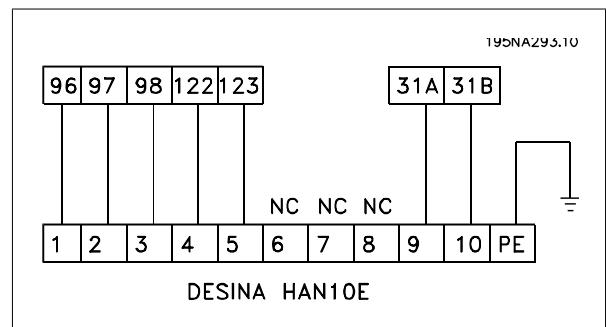 195NA293.10
96 97 98 122 123 31A 31B
NC NC NC
1 2 3 4 5 6 7 8 9 10 PE
DESINA HAN10E